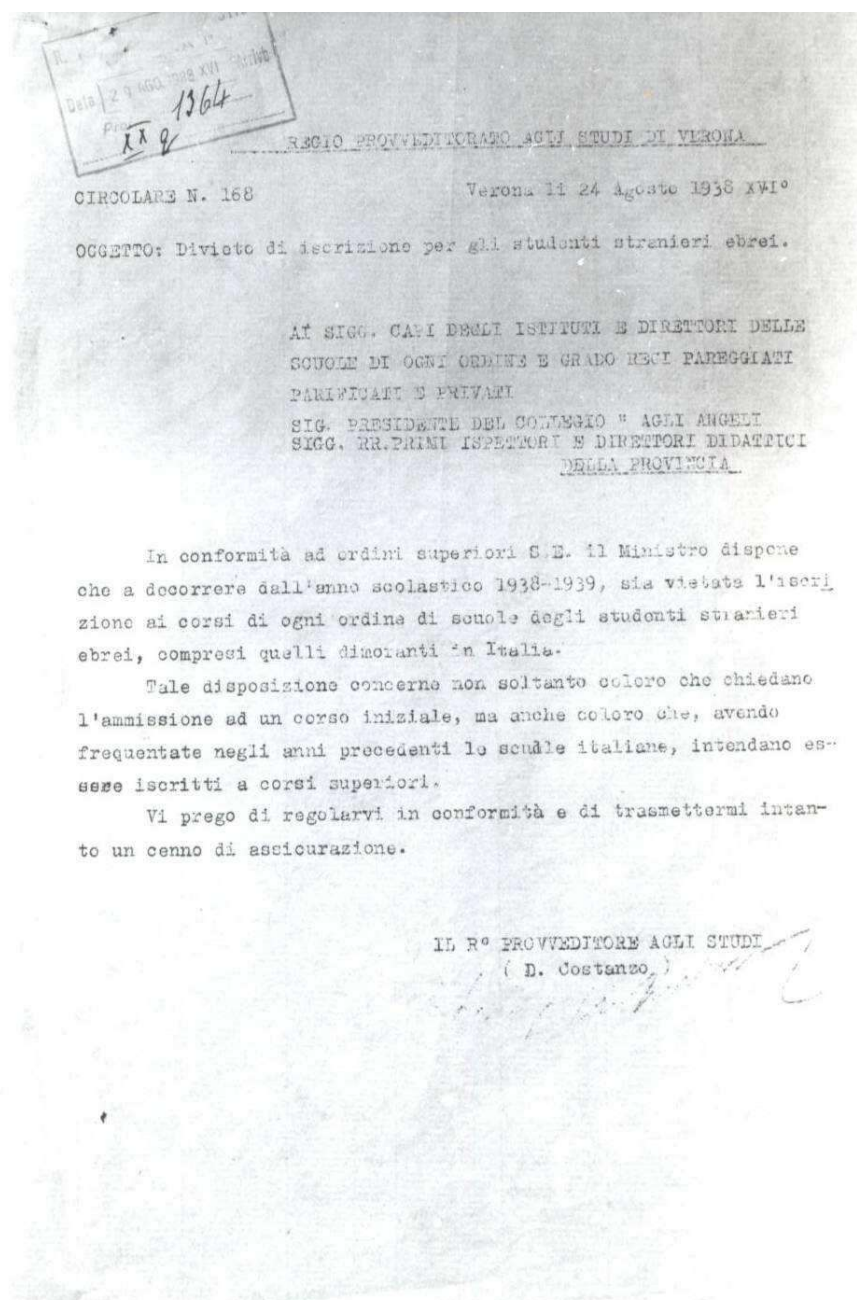 Arrivo
Data 29 AGO. 1938 XVI
1364
XX 9
REGIO PROVVEDITORATO AGLI STUDI DI VERONA
CIRCOLARE N. 168 Verona li 24 Agosto 1938 XVI°
OGGETTO: Divieto di iscrizione per gli studenti stranieri ebrei.
AI SIGG. CAPI DEGLI ISTITUTI E DIRETTORI DELLE
SCUOLE DI OGNI ORDINE E GRADO REGI PAREGGIATI
PARIFICATI E PRIVATI
SIG. PRESIDENTE DEL COLLEGIO " AGLI ANGELI
SIGG. RR.PRIMI ISPETTORI E DIRETTORI DIDATTICI
DELLA PROVINCIA
In conformità ad ordini superiori S.E. il Ministro dispone
che a decorrere dall'anno scolastico 1938-1939, sia vietata l'iscri
zione ai corsi di ogni ordine di scuole degli studenti stranieri
ebrei, compresi quelli dimoranti in Italia.
Tale disposizione concerne non soltanto coloro che chiedano
l'ammissione ad un corso iniziale, ma anche coloro che, avendo
frequentate negli anni precedenti le scuole italiane, intendano es-
sere iscritti a corsi superiori.
Vi prego di regolarvi in conformità e di trasmettermi intan-
to un cenno di assicurazione.
IL R° PROVVEDITORE AGLI STUDI
( D. Costanzo )